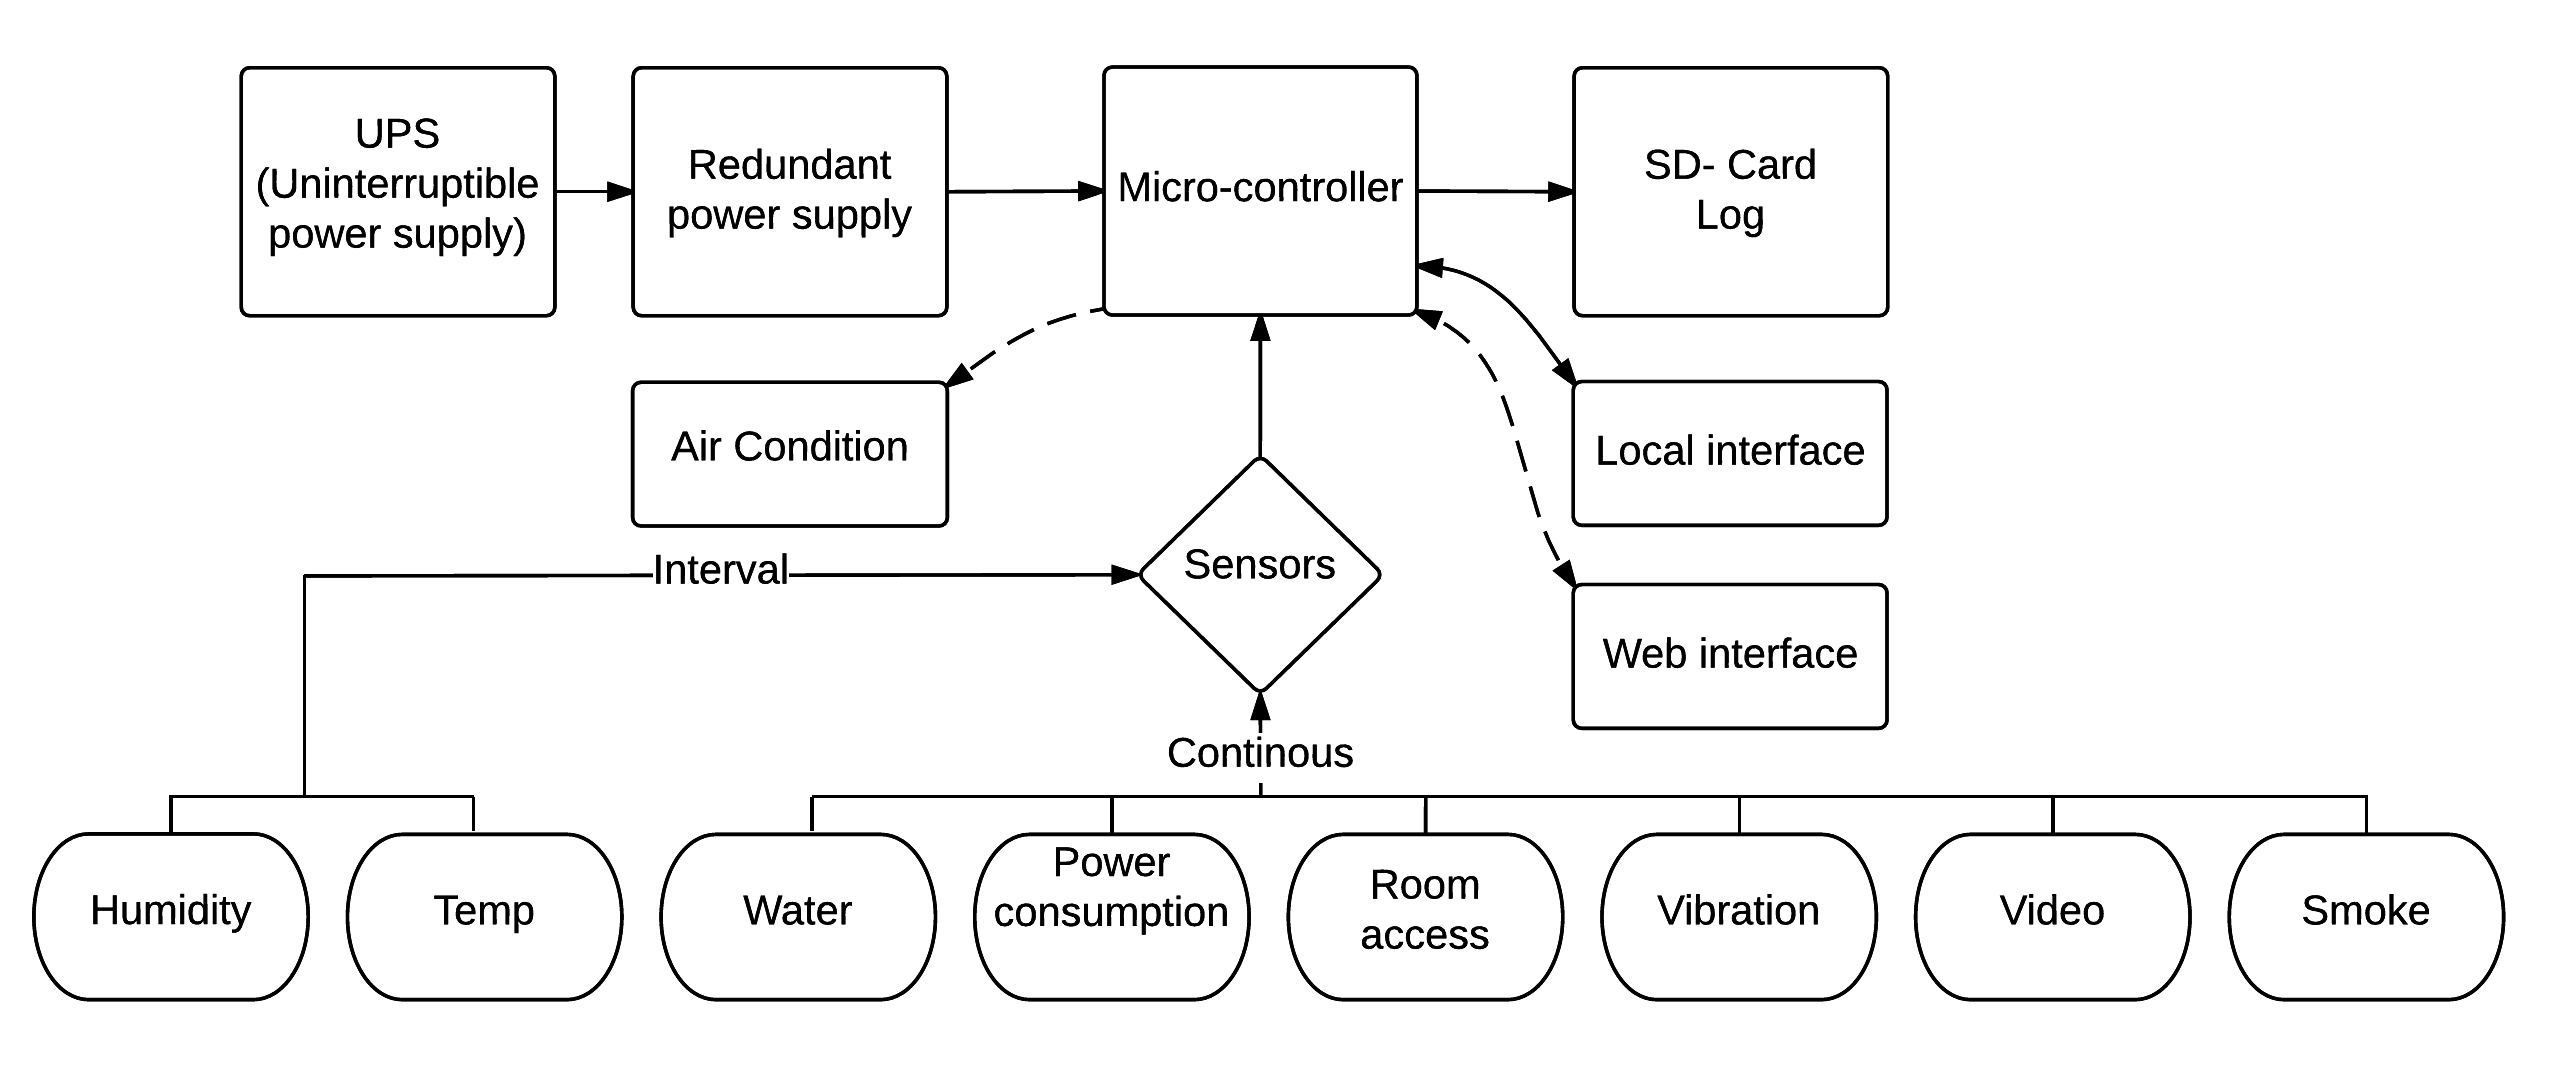 UPS
(Uninterruptible
power supply)
Redundant
power supply
Micro-controller
SD- Card
Log
Air Condition
Local interface
Interval
Sensors
Web interface
Continous
Humidity
Temp
Water
Power
consumption
Room
access
Vibration
Video
Smoke